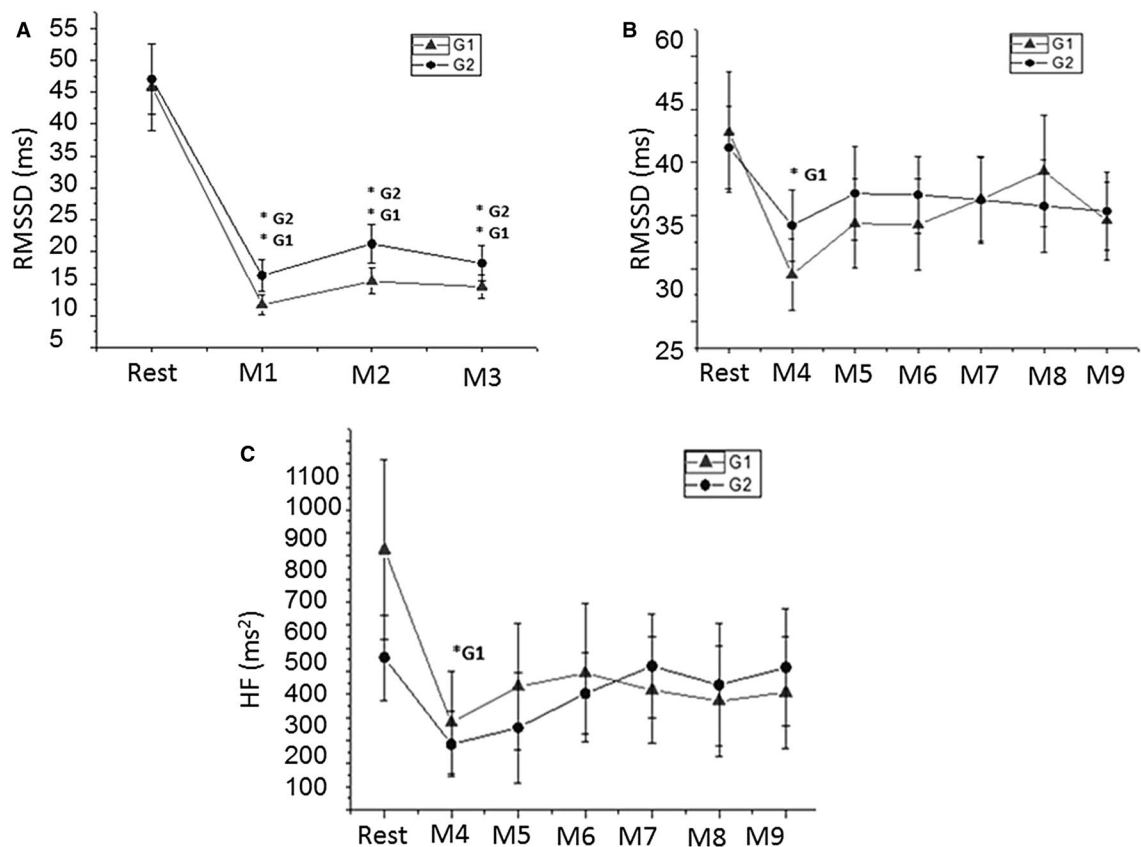 A
G1
G2
RMSSD (ms)
55
50
45
40
35
30
25
20
15
10
5
* G2
* G1
* G2
* G1
* G2
* G1
Rest M1 M2 M3
B
G1
G2
RMSSD (ms)
60
45
40
35
30
25
* G1
Rest M4 M5 M6 M7 M8 M9
C
G1
G2
HF (ms²)
1100
1000
900
800
700
600
500
400
300
200
100
*G1
Rest M4 M5 M6 M7 M8 M9